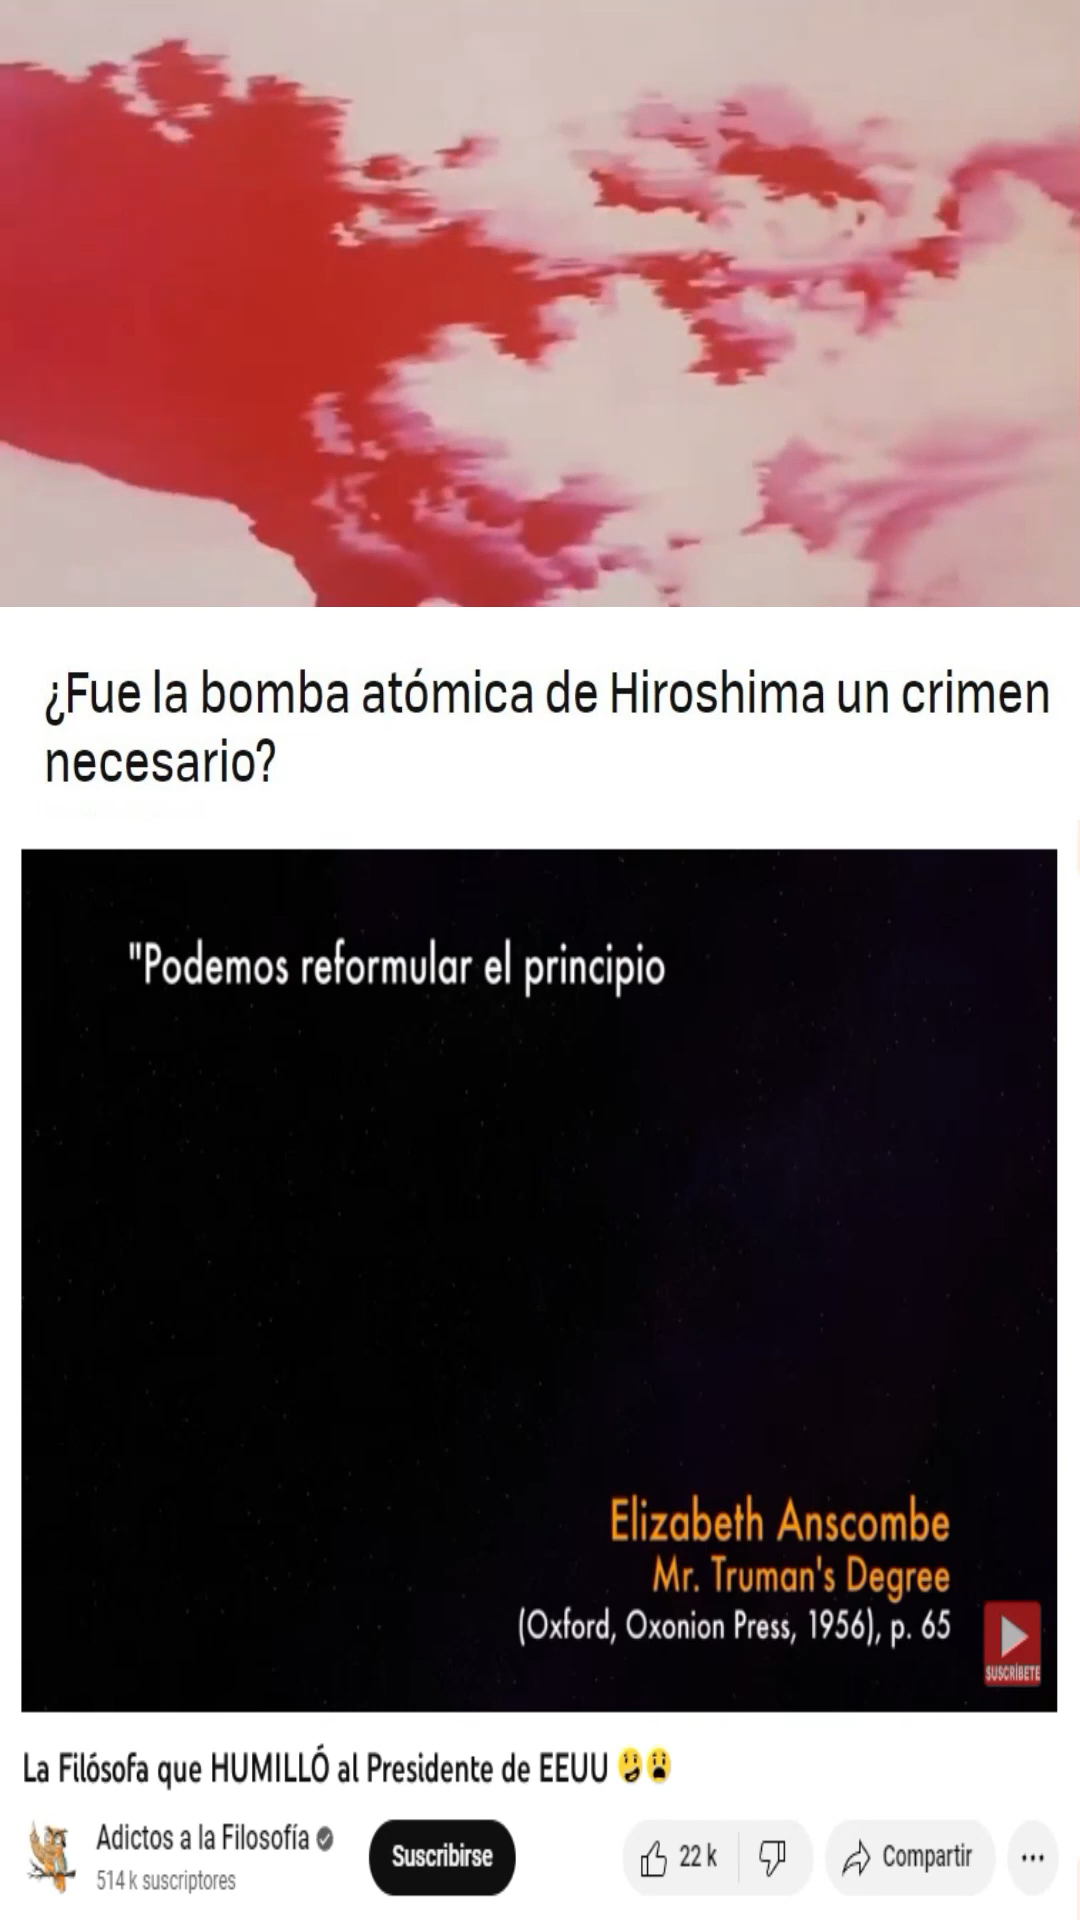 ¿Fue la bomba atómica de Hiroshima un crimen
necesario?
"Podemos reformular el principio
Elizabeth Anscombe
Mr. Truman's Degree
(Oxford, Oxonion Press, 1956), p. 65
SUSCRÍBETE
La Filósofa que HUMILLÓ al Presidente de EEUU 🤔😨
Adictos a la Filosofía
514 k suscriptores
Suscribirse
22 k
Compartir